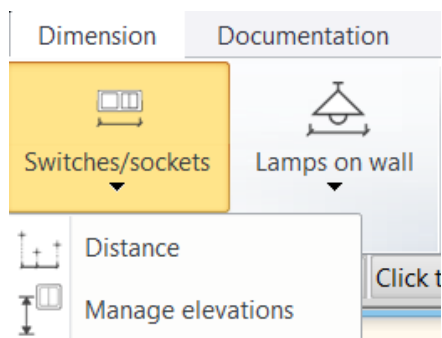 Dimension Documentation
Switches/sockets Lamps on wall
Distance
Click t
Manage elevations